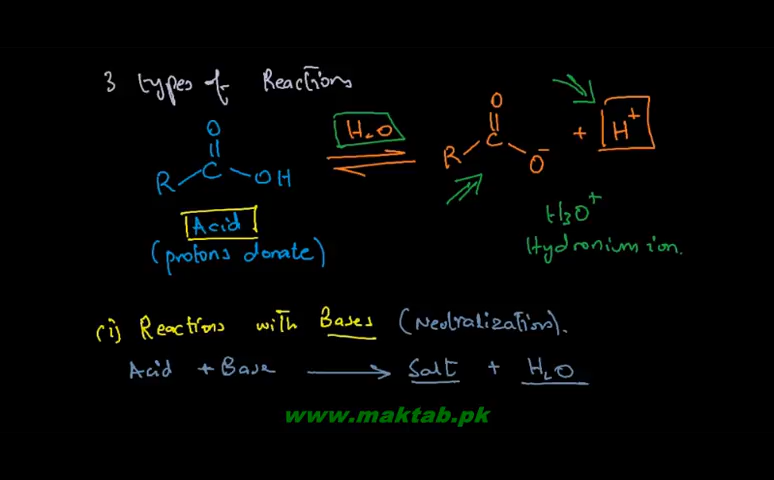 3 types of Reactions
O
||
R C OH
H2O
O
||
R C O⁻ + H⁺
Acid
(protons donate)
H3O⁺
Hydronium ion.
(i) Reactions with Bases (Neutralization).
Acid + Base → Salt + H2O
www.maktab.pk